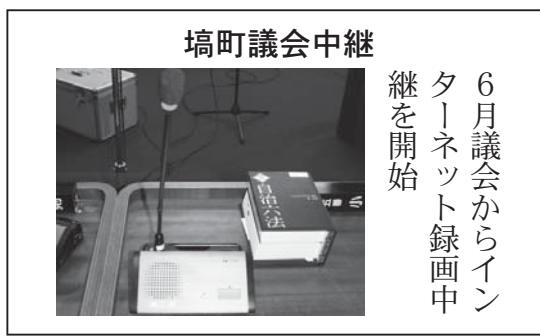 塙町議会中継
6月議会からイン
ターネット録画中
継を開始
自治六法